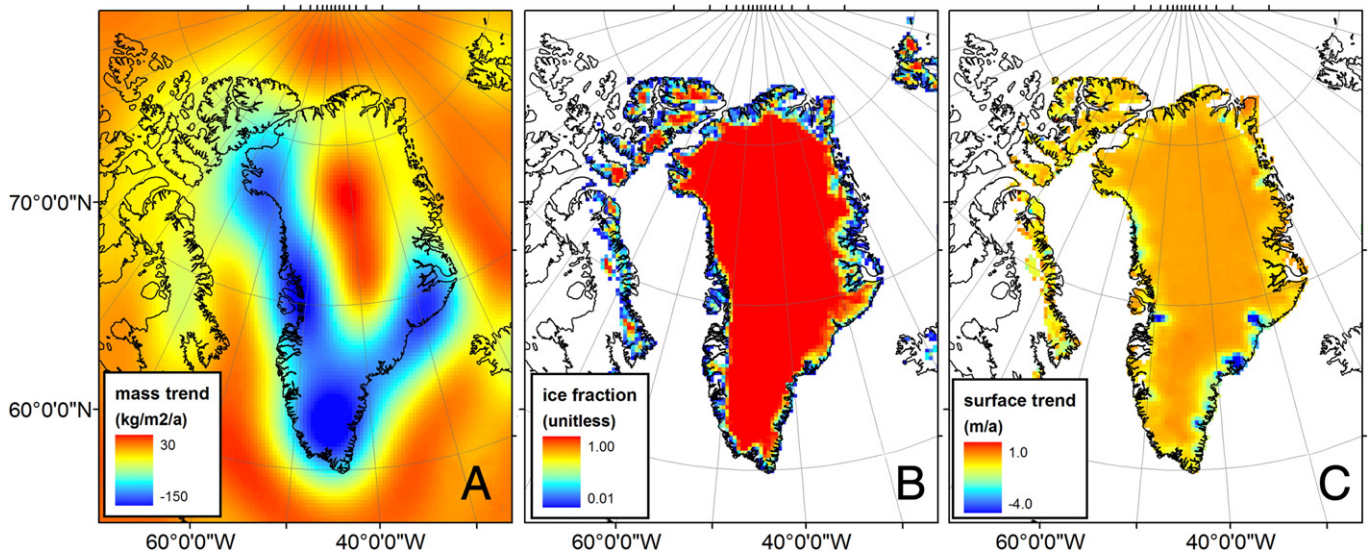 70°0'0"N
60°0'0"N
mass trend
(kg/m2/a)
30
-150
A
60°0'0"W
40°0'0"W
ice fraction
(unitless)
1.00
0.01
B
60°0'0"W
40°0'0"W
surface trend
(m/a)
1.0
-4.0
C
60°0'0"W
40°0'0"W